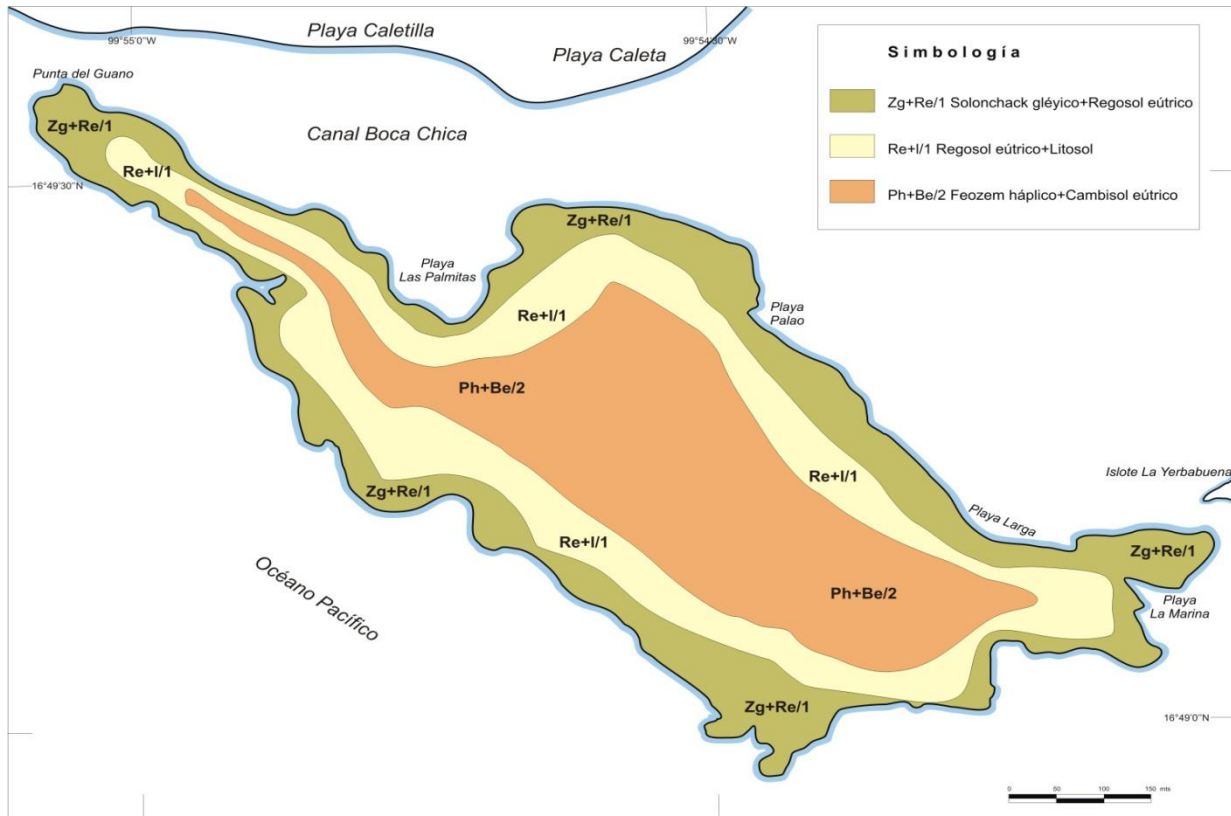 Playa Caletilla
99°55'0"W
99°54'30"W
Playa Caleta
Simbología
Punta del Guano
Zg+Re/1 Solonchack gléyico+Regosol eútrico
Zg+Re/1
Canal Boca Chica
Re+I/1 Regosol eútrico+Litosol
Re+I/1
16°49'30"N
Ph+Be/2 Feozem háplico+Cambisol eútrico
Zg+Re/1
Playa
Las Palmitas
Playa
Palao
Re+I/1
Ph+Be/2
Re+I/1
Islote La Yerbabuena
Zg+Re/1
Playa Larga
Re+I/1
Zg+Re/1
Océano Pacífico
Ph+Be/2
Playa
La Marina
Zg+Re/1
16°49'0"N
0 50 100 150 mts